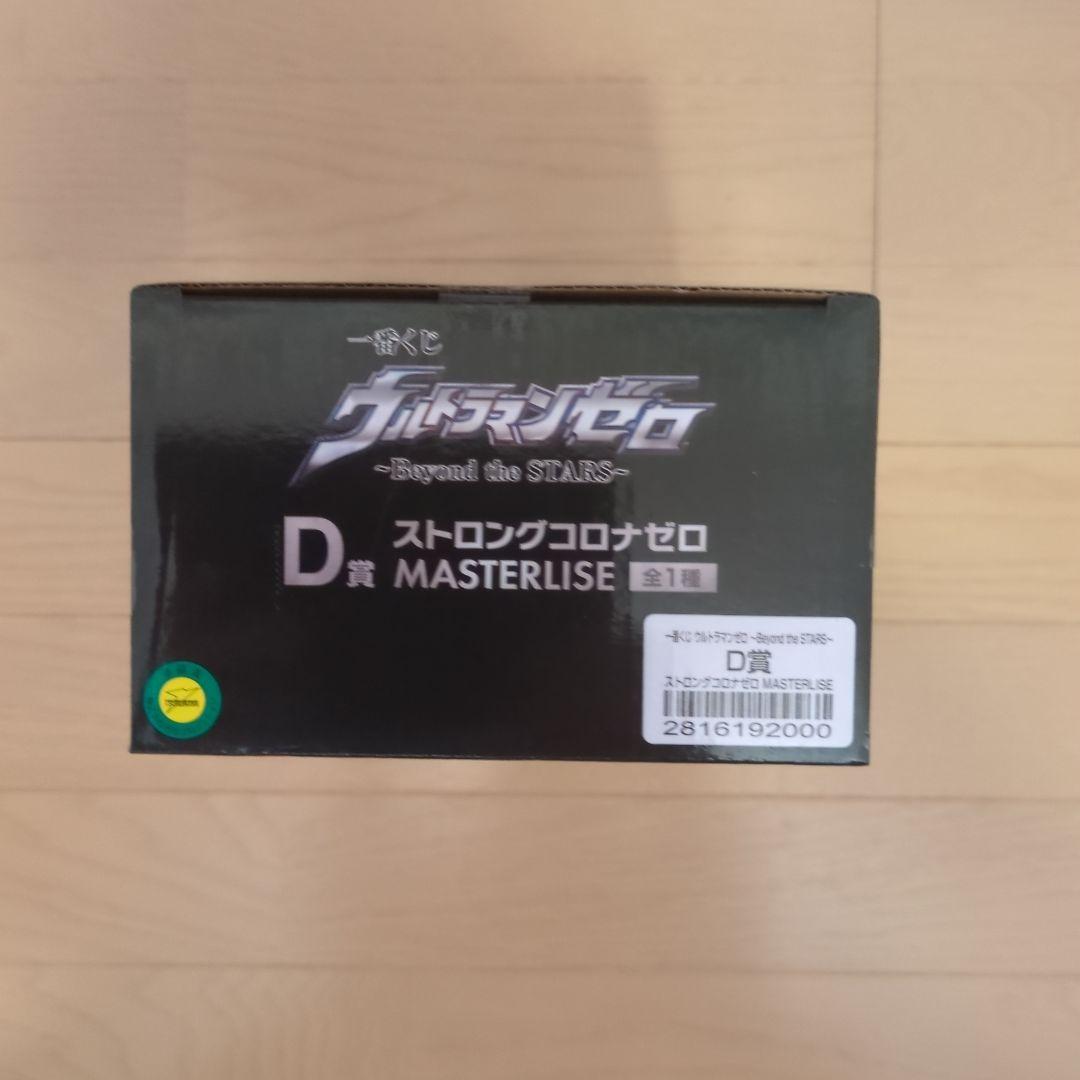 一番くじ
ウルトラマンゼロ
~Beyond the STARS~
D賞
ストロングコロナゼロ
MASTERLISE 全1種
一番くじ ウルトラマンゼロ ~Beyond the STARS~
D賞
ストロングコロナゼロ MASTERLISE
2816192000